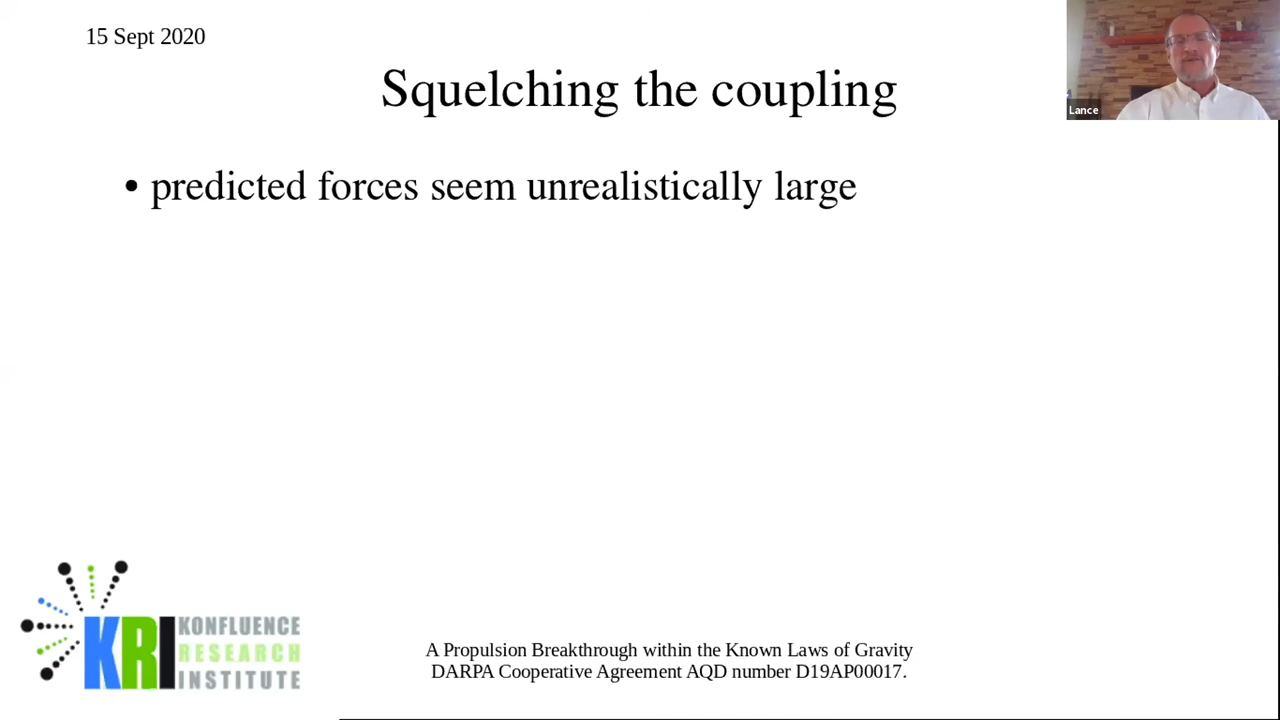 15 Sept 2020
Lance
Squelching the coupling
• predicted forces seem unrealistically large
KRI
KONFLUENCE
RESEARCH
INSTITUTE
A Propulsion Breakthrough within the Known Laws of Gravity
DARPA Cooperative Agreement AQD number D19AP00017.